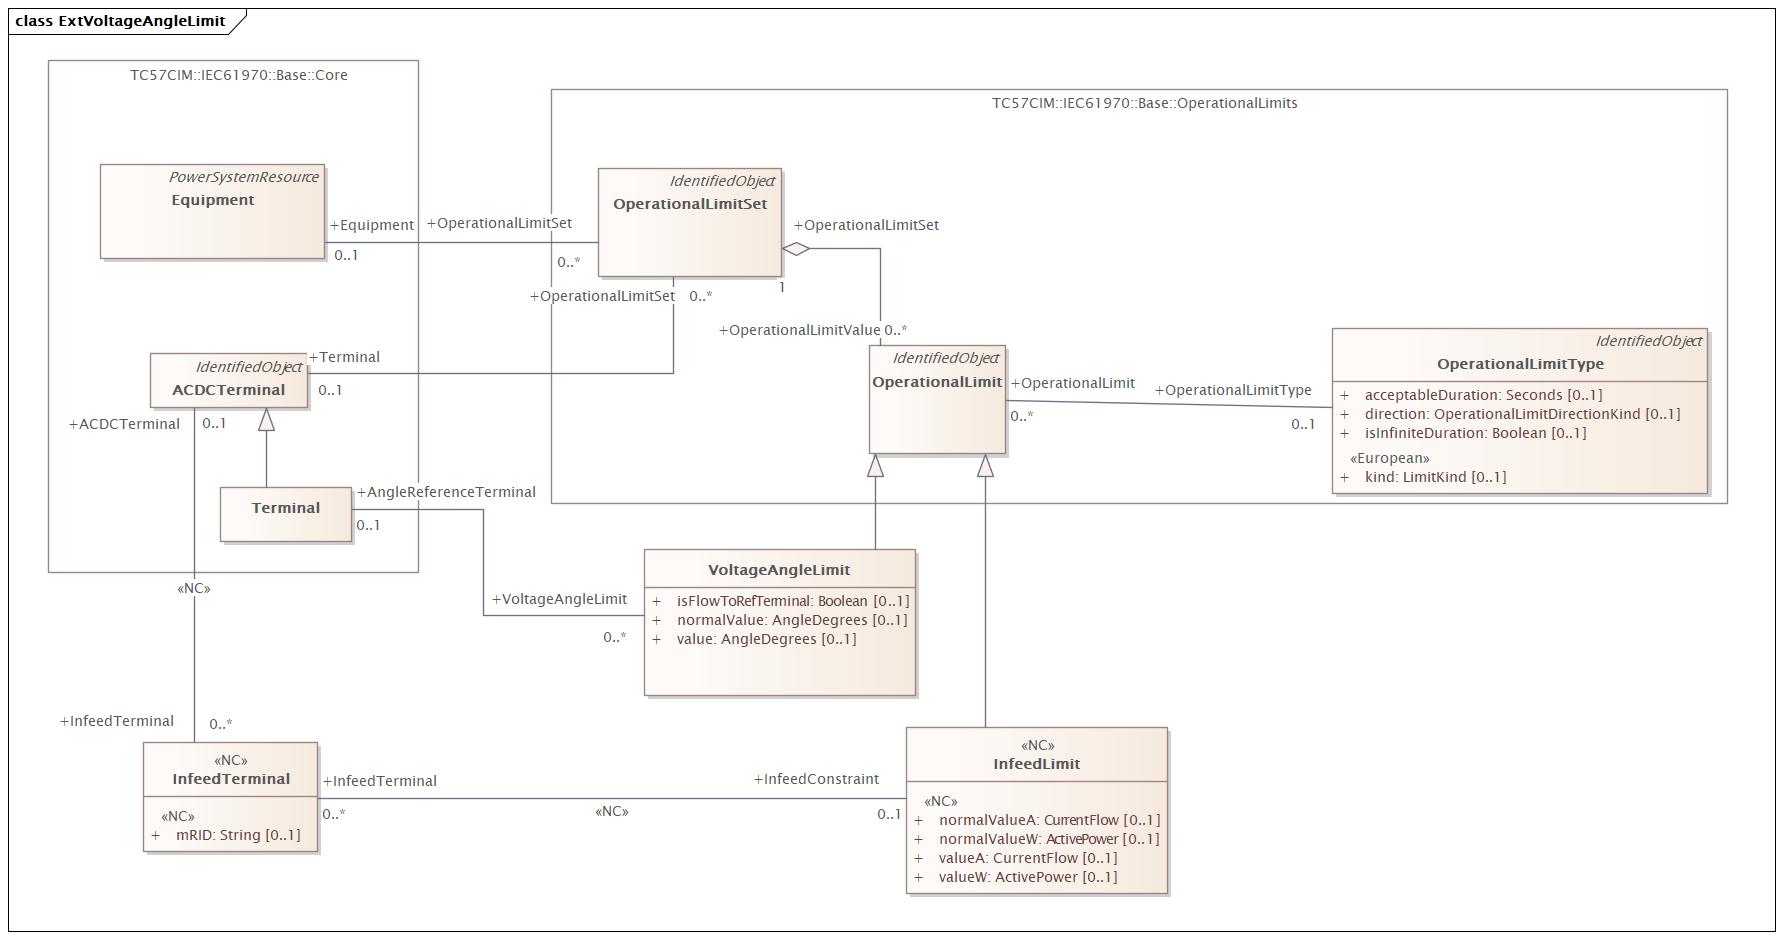 class ExtVoltageAngleLimit
TC57CIM::IEC61970::Base::Core
TC57CIM::IEC61970::Base::OperationalLimits
PowerSystemResource
Equipment
IdentifiedObject
OperationalLimitSet
+Equipment
0..1
+OperationalLimitSet
0..*
+OperationalLimitSet
1
+OperationalLimitSet
0..*
+OperationalLimitValue
0..*
IdentifiedObject
ACDCTerminal
+Terminal
0..1
IdentifiedObject
OperationalLimit
+OperationalLimit
0..*
+OperationalLimitType
0..1
IdentifiedObject
OperationalLimitType
+ acceptableDuration: Seconds [0..1]
+ direction: OperationalLimitDirectionKind [0..1]
+ isInfiniteDuration: Boolean [0..1]
«European»
+ kind: LimitKind [0..1]
+ACDCTerminal
0..1
Terminal
+AngleReferenceTerminal
0..1
«NC»
+VoltageAngleLimit
0..*
VoltageAngleLimit
+ isFlowToRefTerminal: Boolean [0..1]
+ normalValue: AngleDegrees [0..1]
+ value: AngleDegrees [0..1]
+InfeedTerminal
0..*
«NC»
InfeedTerminal
«NC»
+ mRID: String [0..1]
+InfeedTerminal
0..*
«NC»
+InfeedConstraint
0..1
«NC»
InfeedLimit
«NC»
+ normalValueA: CurrentFlow [0..1]
+ normalValueW: ActivePower [0..1]
+ valueA: CurrentFlow [0..1]
+ valueW: ActivePower [0..1]